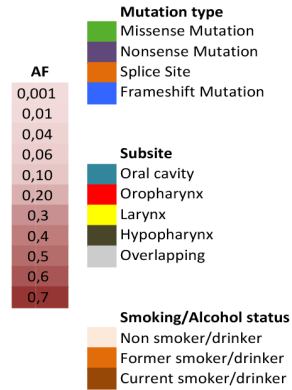 Mutation type
Missense Mutation
Nonsense Mutation
Splice Site
Frameshift Mutation
AF
0,001
0,01
0,04
0,06
0,10
0,20
0,3
0,4
0,5
0,6
0,7
Subsite
Oral cavity
Oropharynx
Larynx
Hypopharynx
Overlapping
Smoking/Alcohol status
Non smoker/drinker
Former smoker/drinker
Current smoker/drinker